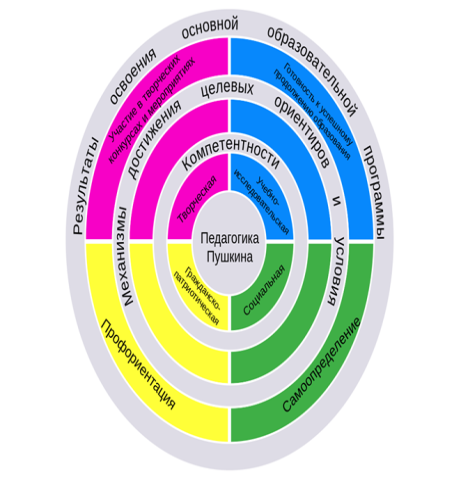 Результаты освоения основной образовательной программы
Участие в творческих
конкурсах и мероприятиях
Готовность к успешному
продолжению образования
Механизмы достижения целевых ориентиров и условия
Компетентности
Творческая
Учебно-
исследовательская
Педагогика
Пушкина
Гражданско-
патриотическая
Социальная
Профориентация
Самоопределение